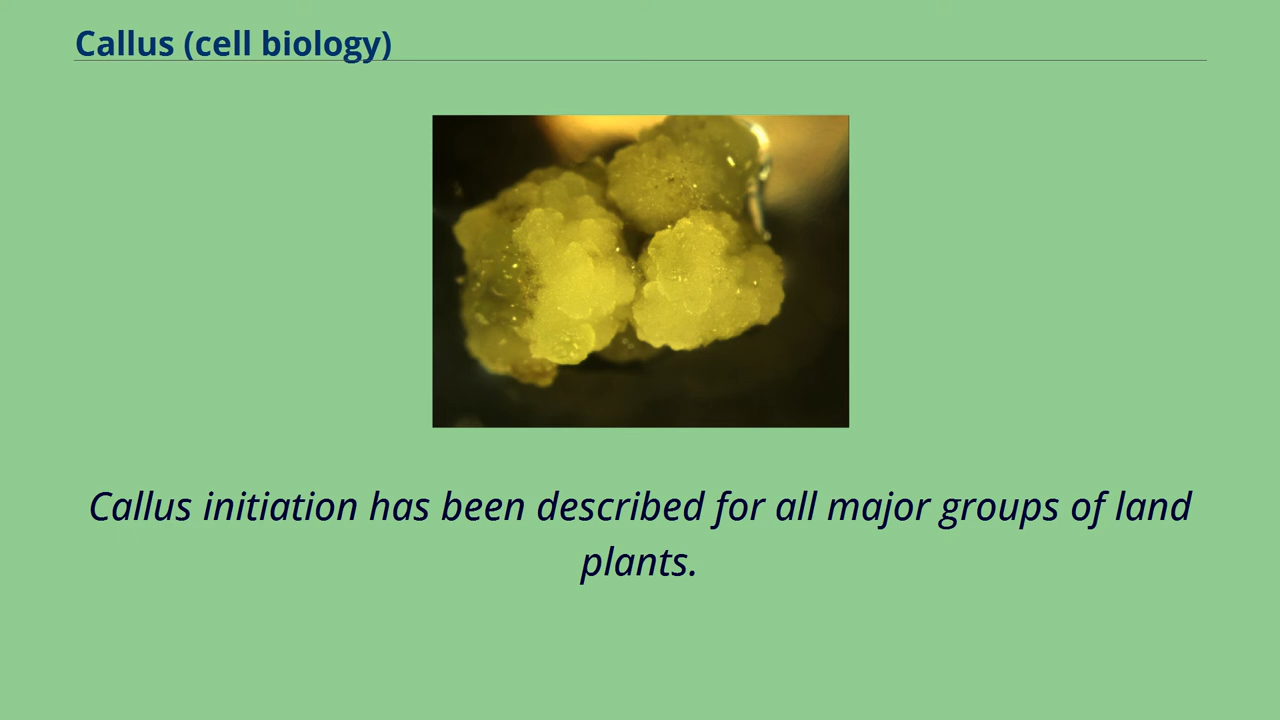 Callus (cell biology)
Callus initiation has been described for all major groups of land
plants.